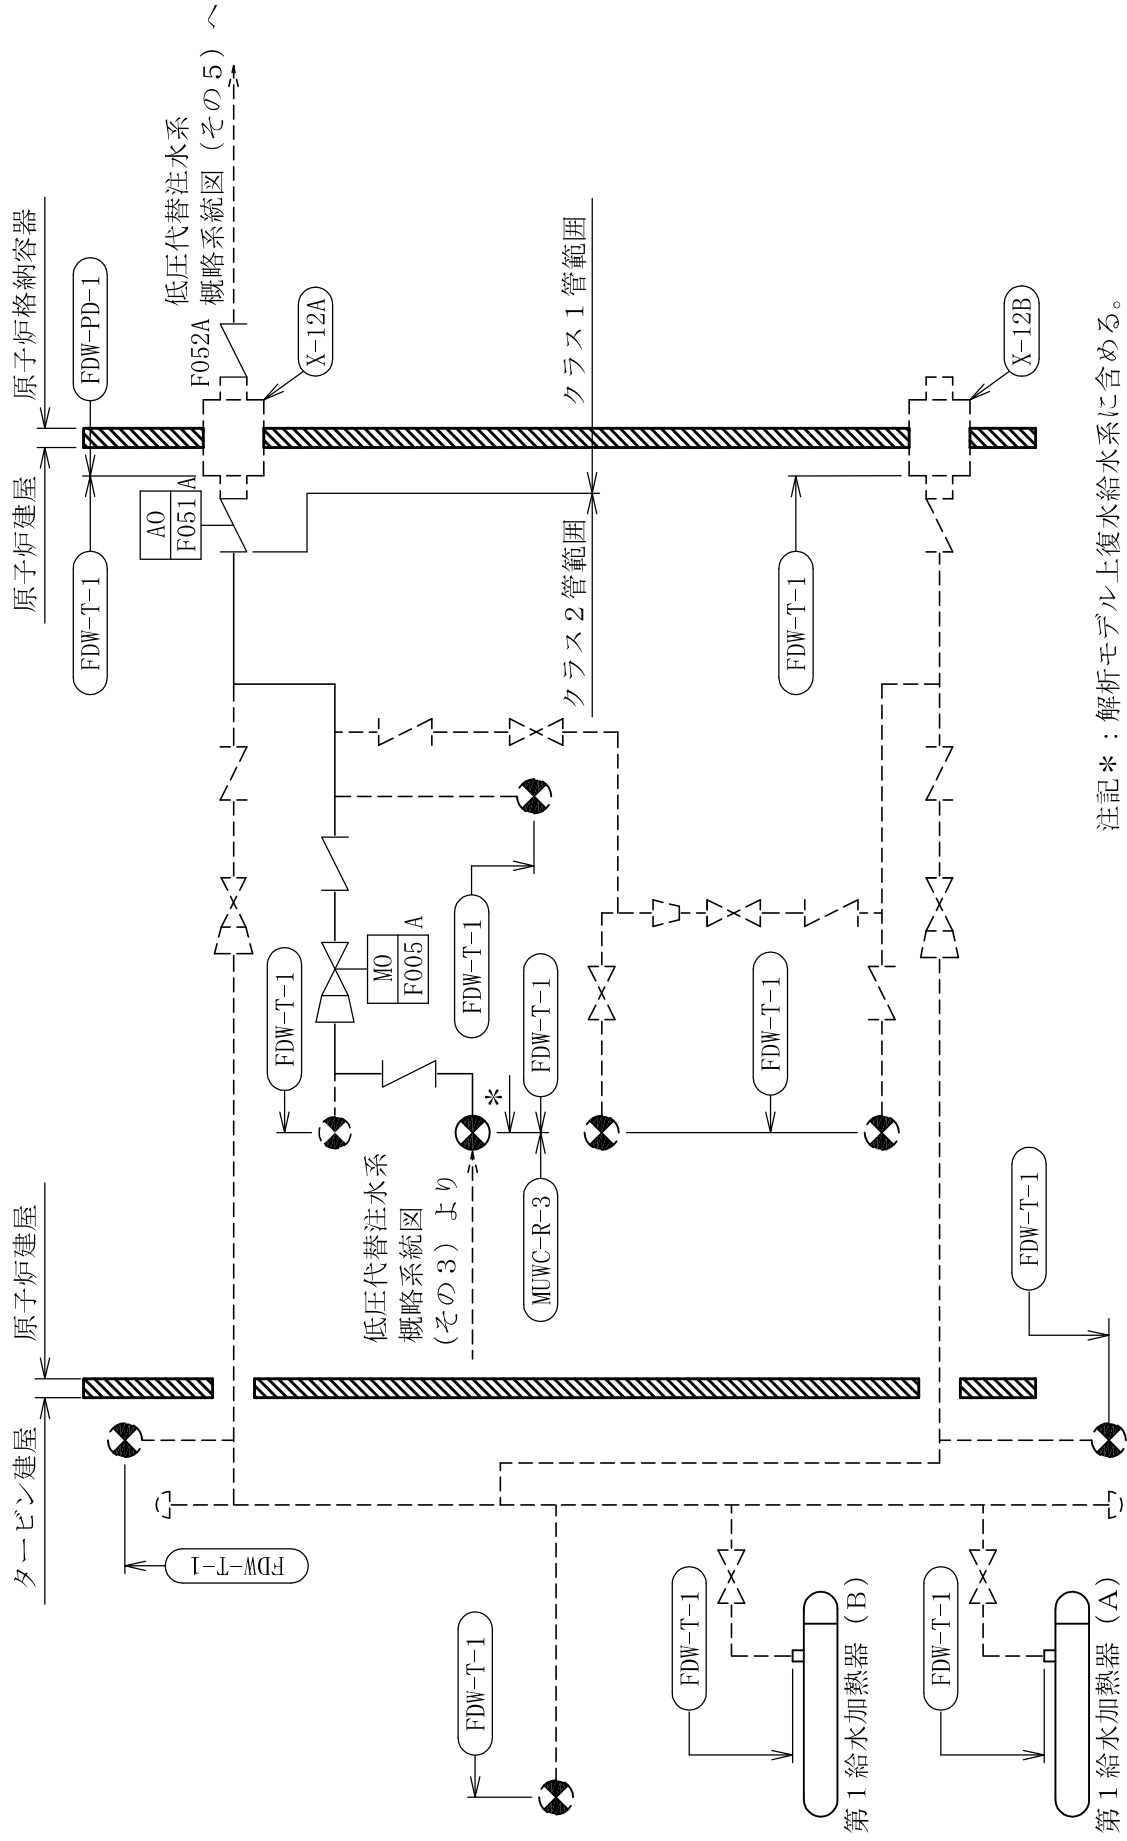 タービン建屋
原子炉建屋
原子炉建屋
原子炉格納容器
FDW-T-1
FDW-PD-1
AO
F051
A
F052A
低圧代替注水系
概略系統図（その５）へ
X-12A
FDW-T-1
FDW-T-1
MO
F005
A
低圧代替注水系
概略系統図
（その３）より
FDW-T-1
*
MUWC-R-3
FDW-T-1
クラス２管範囲
クラス１管範囲
FDW-T-1
FDW-T-1
FDW-T-1
X-12B
FDW-T-1
FDW-T-1
第１給水加熱器（B）
FDW-T-1
第１給水加熱器（A）
FDW-T-1
注記*：解析モデル上復水給水系に含める。